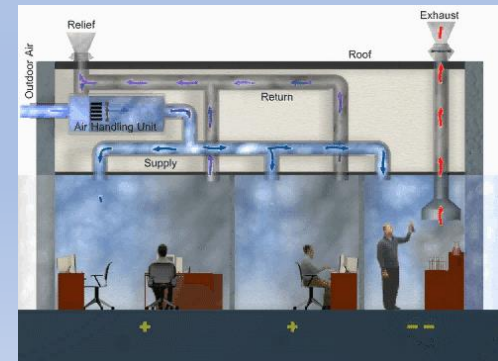 Relief
Exhaust
Outdoor Air
Roof
Return
Air Handling Unit
Supply
+
+
− −